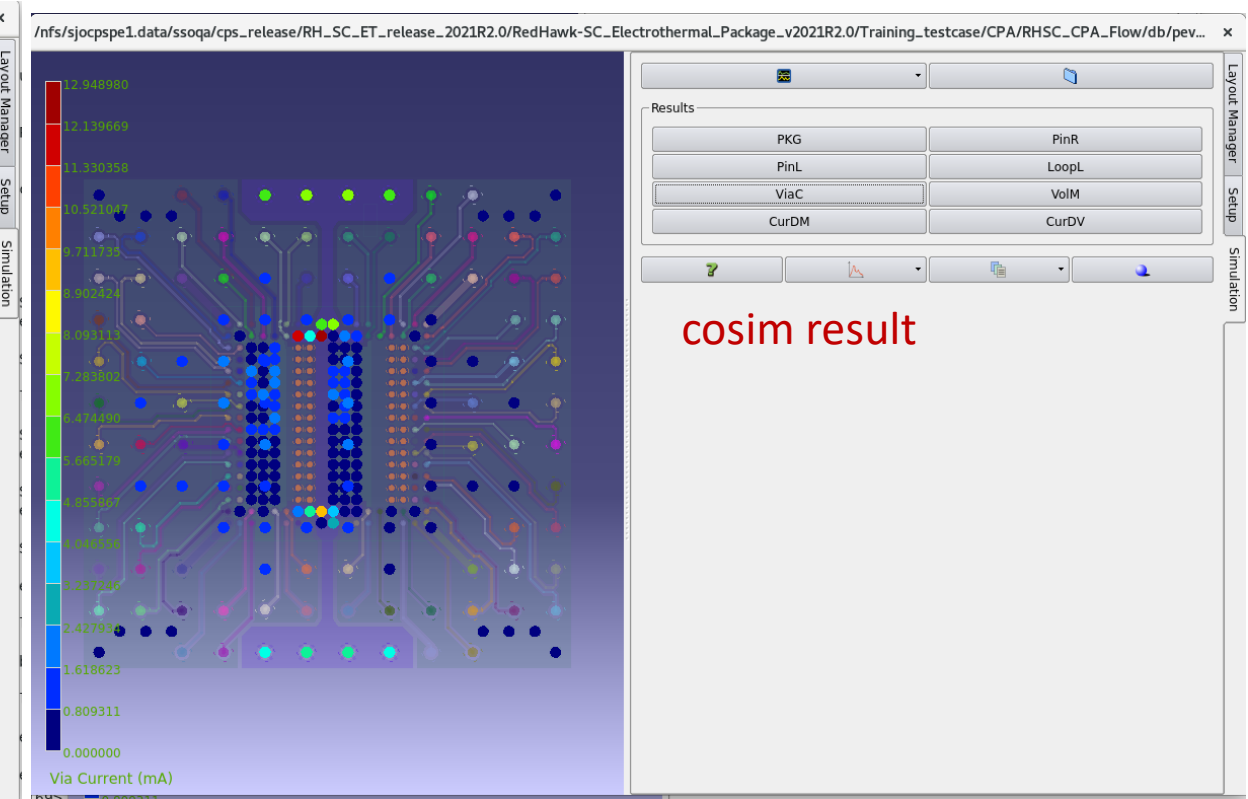 /nfs/sjocpspe1.data/ssoqa/cps_release/RH_SC_ET_release_2021R2.0/RedHawk-SC_Electrothermal_Package_v2021R2.0/Training_testcase/CPA/RHSC_CPA_Flow/db/pev...
Layout Manager
Setup
Simulation
12.948980
12.139669
11.330358
10.521047
9.711735
8.902424
8.093113
7.283802
6.474490
5.665179
4.855867
4.046556
2.427934
1.618623
0.809311
0.000000
Via Current (mA)
Results
PKG
PinR
PinL
LoopL
ViaC
VolM
CurDM
CurDV
cosim result
Layout Manager
Setup
Simulation